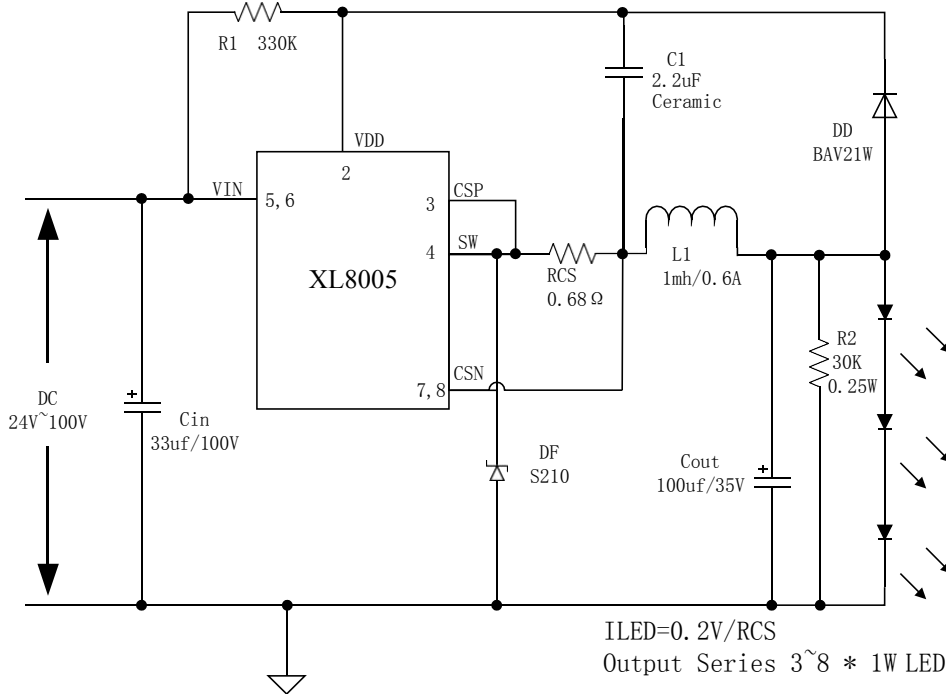 R1 330K
C1
2.2uF
Ceramic
DD
BAV21W
VDD
2
VIN
5,6
CSP
3
SW
4
XL8005
RCS
0.68Ω
L1
1mh/0.6A
CSN
7,8
R2
30K
0.25W
DC
24V~100V
+
Cin
33uf/100V
DF
S210
Cout
100uf/35V
+
ILED=0.2V/RCS
Output Series 3~8 * 1W LED